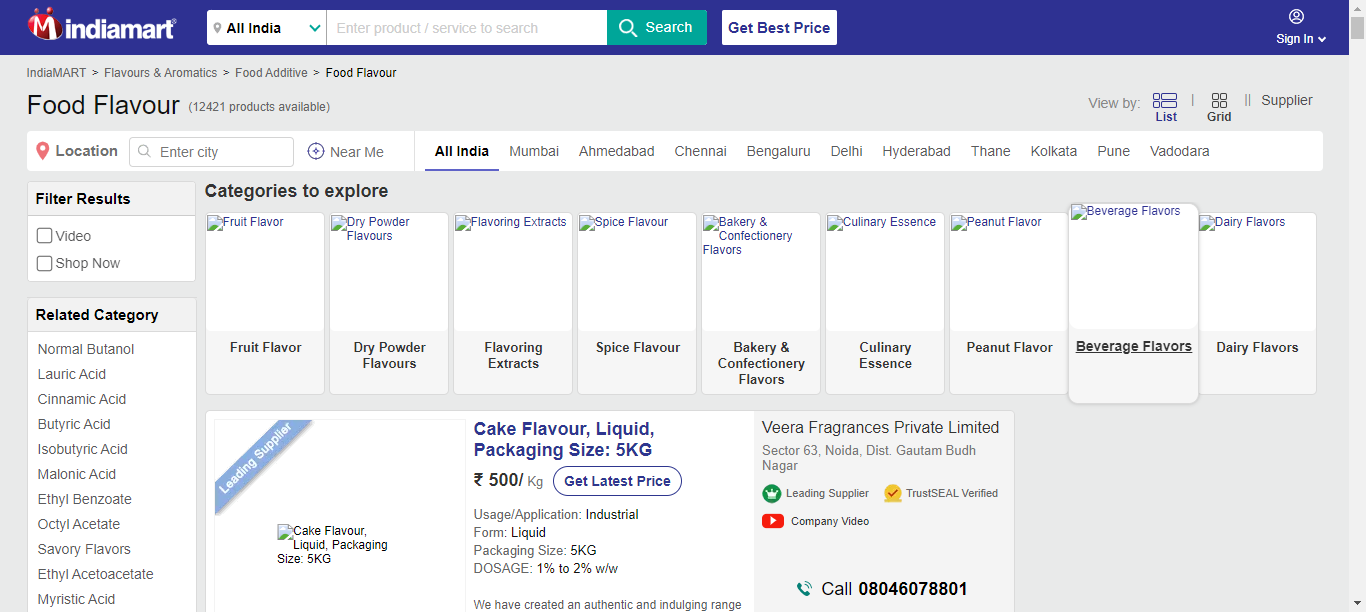 indiamart
All India
Enter product / service to search
Search
Get Best Price
Sign In
IndiaMART > Flavours & Aromatics > Food Additive > Food Flavour
Food Flavour (12421 products available)
View by:
List
Grid
Supplier
Location
Enter city
Near Me
All India Mumbai Ahmedabad Chennai Bengaluru Delhi Hyderabad Thane Kolkata Pune Vadodara
Filter Results
Video
Shop Now
Related Category
Normal Butanol
Lauric Acid
Cinnamic Acid
Butyric Acid
Isobutyric Acid
Malonic Acid
Ethyl Benzoate
Octyl Acetate
Savory Flavors
Ethyl Acetoacetate
Myristic Acid
Categories to explore
Fruit Flavor
Fruit Flavor
Dry Powder
Flavours
Dry Powder
Flavours
Flavoring Extracts
Flavoring
Extracts
Spice Flavour
Spice Flavour
Bakery &
Confectionery
Flavors
Bakery &
Confectionery
Flavors
Culinary Essence
Culinary
Essence
Peanut Flavor
Peanut Flavor
Beverage Flavors
Beverage Flavors
Dairy Flavors
Dairy Flavors
Leading Supplier
Cake Flavour,
Liquid, Packaging
Size: 5KG
Cake Flavour, Liquid,
Packaging Size: 5KG
₹ 500/ Kg
Get Latest Price
Usage/Application: Industrial
Form: Liquid
Packaging Size: 5KG
DOSAGE: 1% to 2% w/w
We have created an authentic and indulging range
Veera Fragrances Private Limited
Sector 63, Noida, Dist. Gautam Budh
Nagar
Leading Supplier
TrustSEAL Verified
Company Video
Call 08046078801